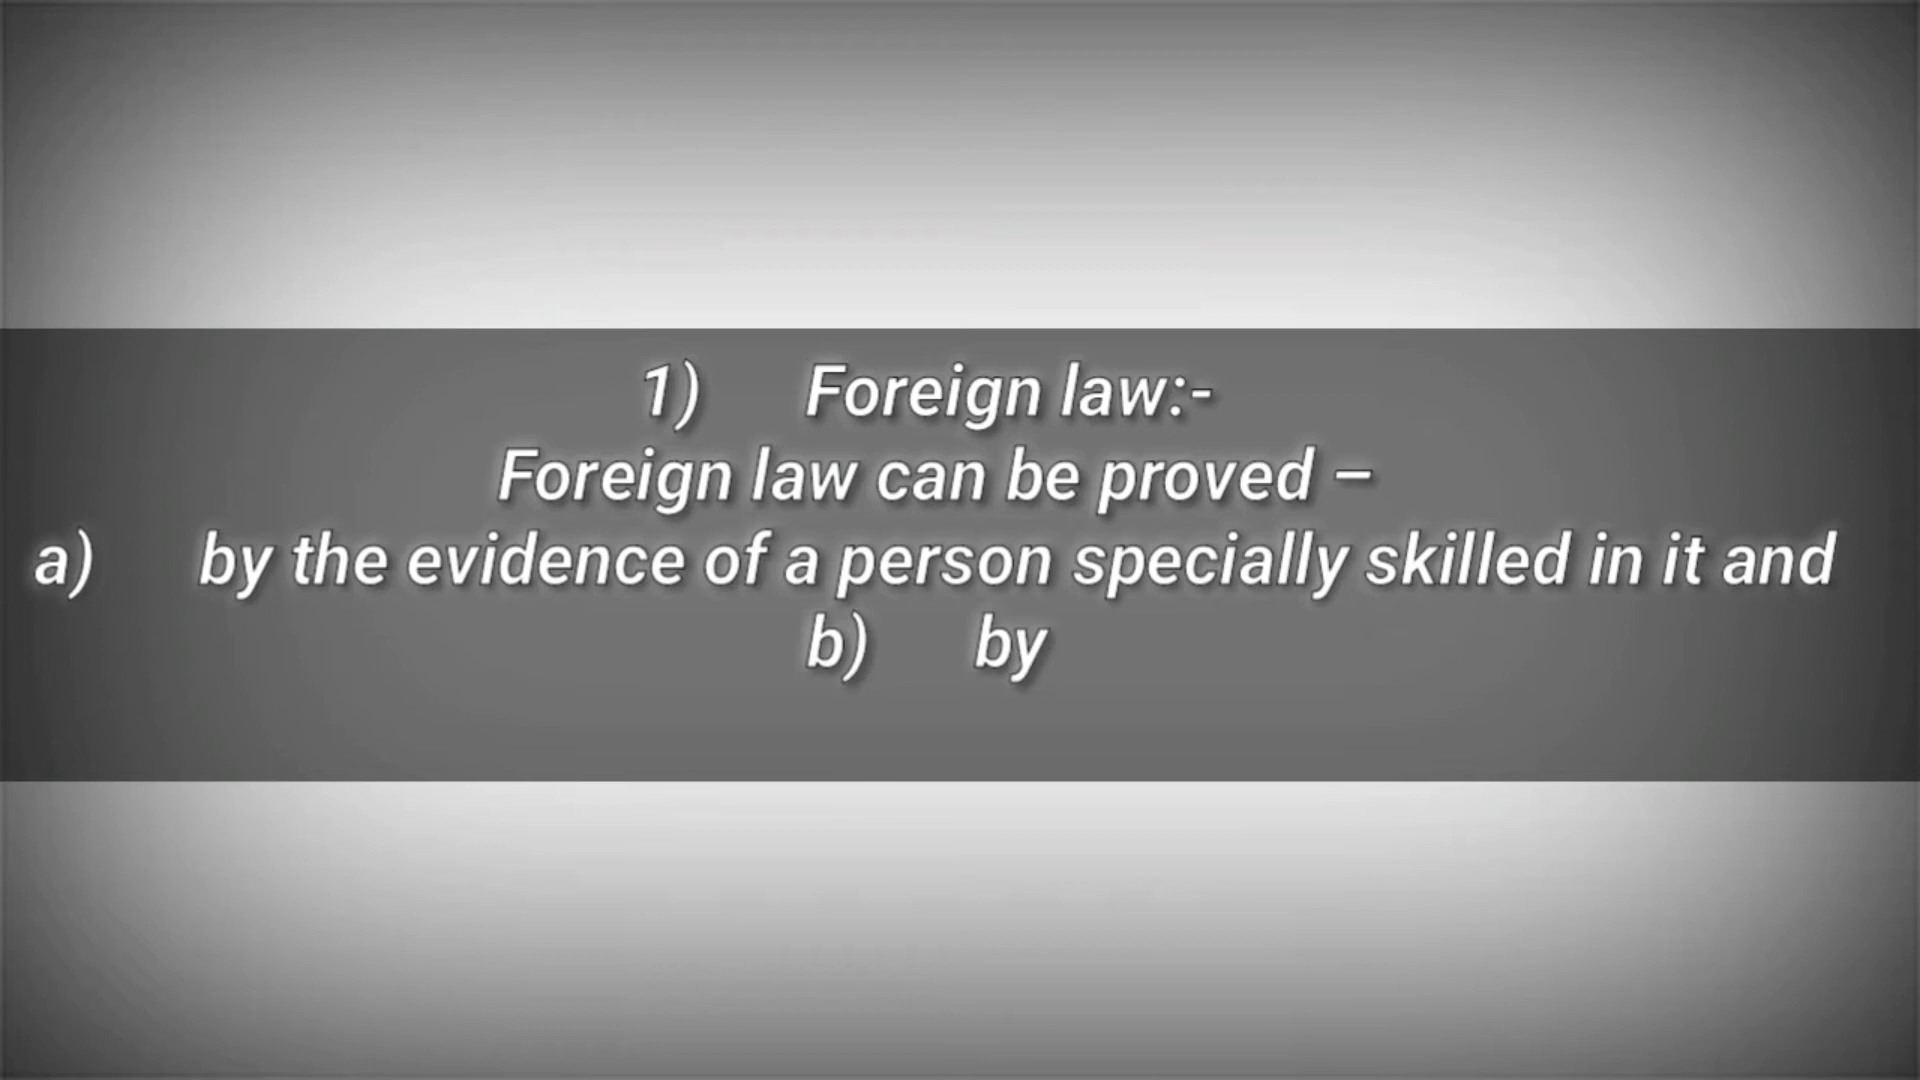 1) Foreign law:-
Foreign law can be proved –
a) by the evidence of a person specially skilled in it and
b) by